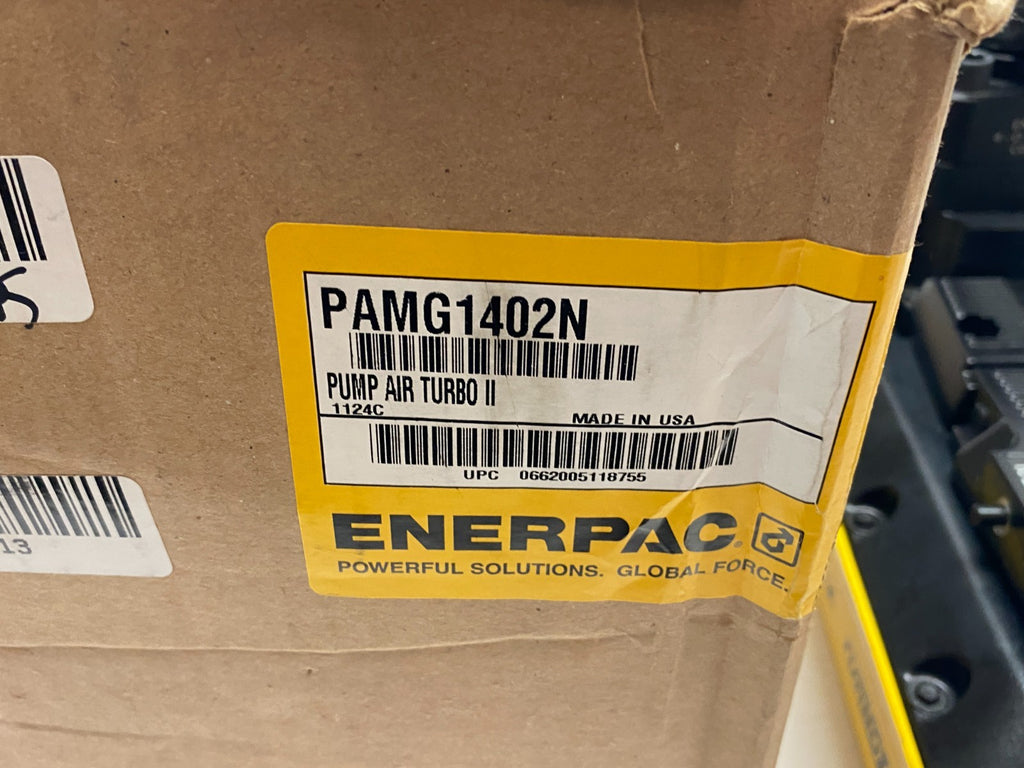 PAMG1402N
PUMP AIR TURBO II
1124C
MADE IN USA
UPC 0662005118755
ENERPAC
POWERFUL SOLUTIONS. GLOBAL FORCE.
13